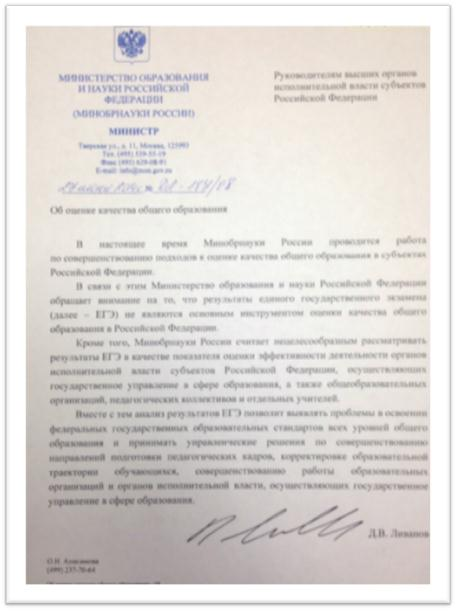 МИНИСТЕРСТВО ОБРАЗОВАНИЯ
И НАУКИ РОССИЙСКОЙ
ФЕДЕРАЦИИ
(МИНОБРНАУКИ РОССИИ)
МИНИСТР
Тверская ул., д. 11, Москва, 125993
Тел. (495) 539-55-19
Факс (495) 629-08-91
E-mail: info@mon.gov.ru
№
Руководителям высших органов
исполнительной власти субъектов
Российской Федерации
Об оценке качества общего образования
В настоящее время Минобрнауки России проводится работа
по совершенствованию подходов к оценке качества общего образования в субъектах
Российской Федерации.
В связи с этим Министерство образования и науки Российской Федерации
обращает внимание на то, что результаты единого государственного экзамена
(далее – ЕГЭ) не являются основным инструментом оценки качества общего
образования в Российской Федерации.
Кроме того, Минобрнауки России считает нецелесообразным рассматривать
результаты ЕГЭ в качестве показателя оценки эффективности деятельности органов
исполнительной власти субъектов Российской Федерации, осуществляющих
государственное управление в сфере образования, а также общеобразовательных
организаций, педагогических коллективов и отдельных учителей.
Вместе с тем анализ результатов ЕГЭ позволит выявлять проблемы в освоении
федеральных государственных образовательных стандартов всех уровней общего
образования и принимать управленческие решения по совершенствованию
направлений подготовки педагогических кадров, корректировке образовательной
траектории обучающихся, совершенствованию работы образовательных
организаций и органов исполнительной власти, осуществляющих государственное
управление в сфере образования.
Д.В. Ливанов
О.Н.
(499) 237-70-64